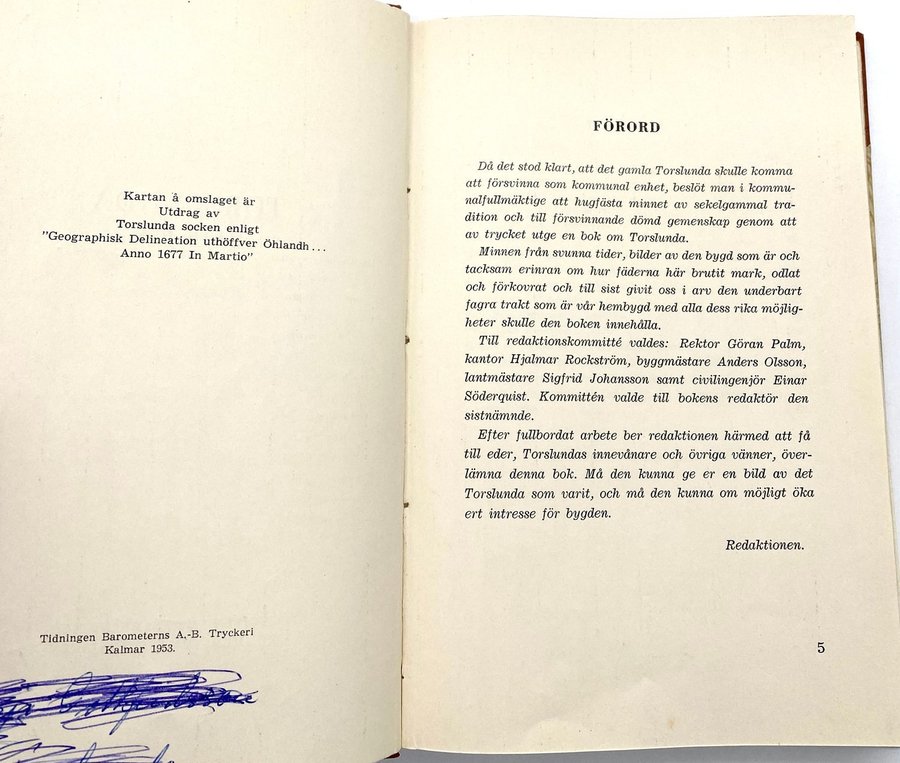 Kartan å omslaget är
Utdrag av
Torslunda socken enligt
"Geographisk Delineation uthöffver Öhlandh...
Anno 1677 In Martio"
Tidningen Barometerns A.-B. Tryckeri
Kalmar 1953.
FÖRORD
Då det stod klart, att det gamla Torslunda skulle komma
att försvinna som kommunal enhet, beslöt man i kommu-
nalfullmäktige att hugfästa minnet av sekelgammal tra-
dition och till försvinnande dömd gemenskap genom att
av trycket utge en bok om Torslunda.
Minnen från svunna tider, bilder av den bygd som är och
tacksam erinran om hur fäderna här brutit mark, odlat
och förkovrat och till sist givit oss i arv den underbart
fagra trakt som är vår hembygd med alla dess rika möjlig-
heter skulle den boken innehålla.
Till redaktionskommitté valdes: Rektor Göran Palm,
kantor Hjalmar Rockström, byggmästare Anders Olsson,
lantmästare Sigfrid Johansson samt civilingenjör Einar
Söderquist. Kommittén valde till bokens redaktör den
sistnämnde.
Efter fullbordat arbete ber redaktionen härmed att få
till eder, Torslundas innevånare och övriga vänner, över-
lämna denna bok. Må den kunna ge er en bild av det
Torslunda som varit, och må den kunna om möjligt öka
ert intresse för bygden.
Redaktionen.
5